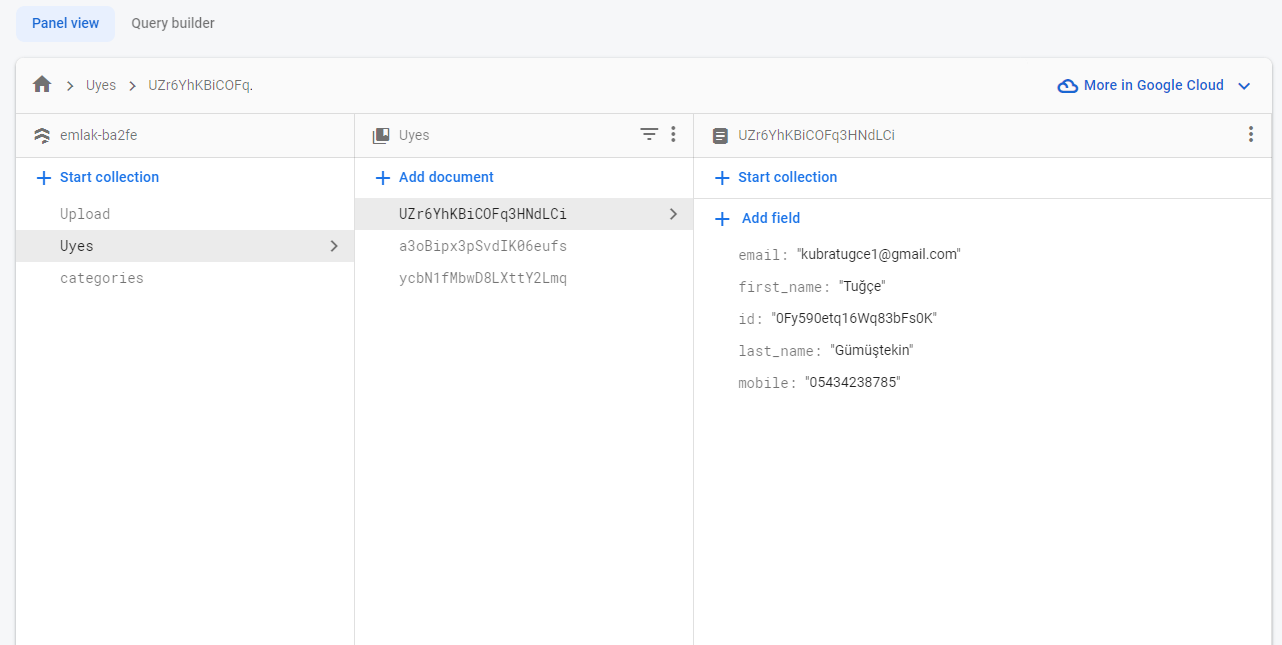 Panel view Query builder
Uyes UZr6YhKBiCOFq. More in Google Cloud
emlak-ba2fe Uyes UZr6YhKBiCOFq3HNdLCi
Start collection Add document Start collection
Upload UZr6YhKBiCOFq3HNdLCi Add field
Uyes a3oBipx3pSvdIK06eufs email: "kubratugce1@gmail.com"
categories ycbN1fMbwD8LXttY2Lmq first_name: "Tuğçe"
id: "0Fy590etq16Wq83bFs0K"
last_name: "Gümüştekin"
mobile: "05434238785"